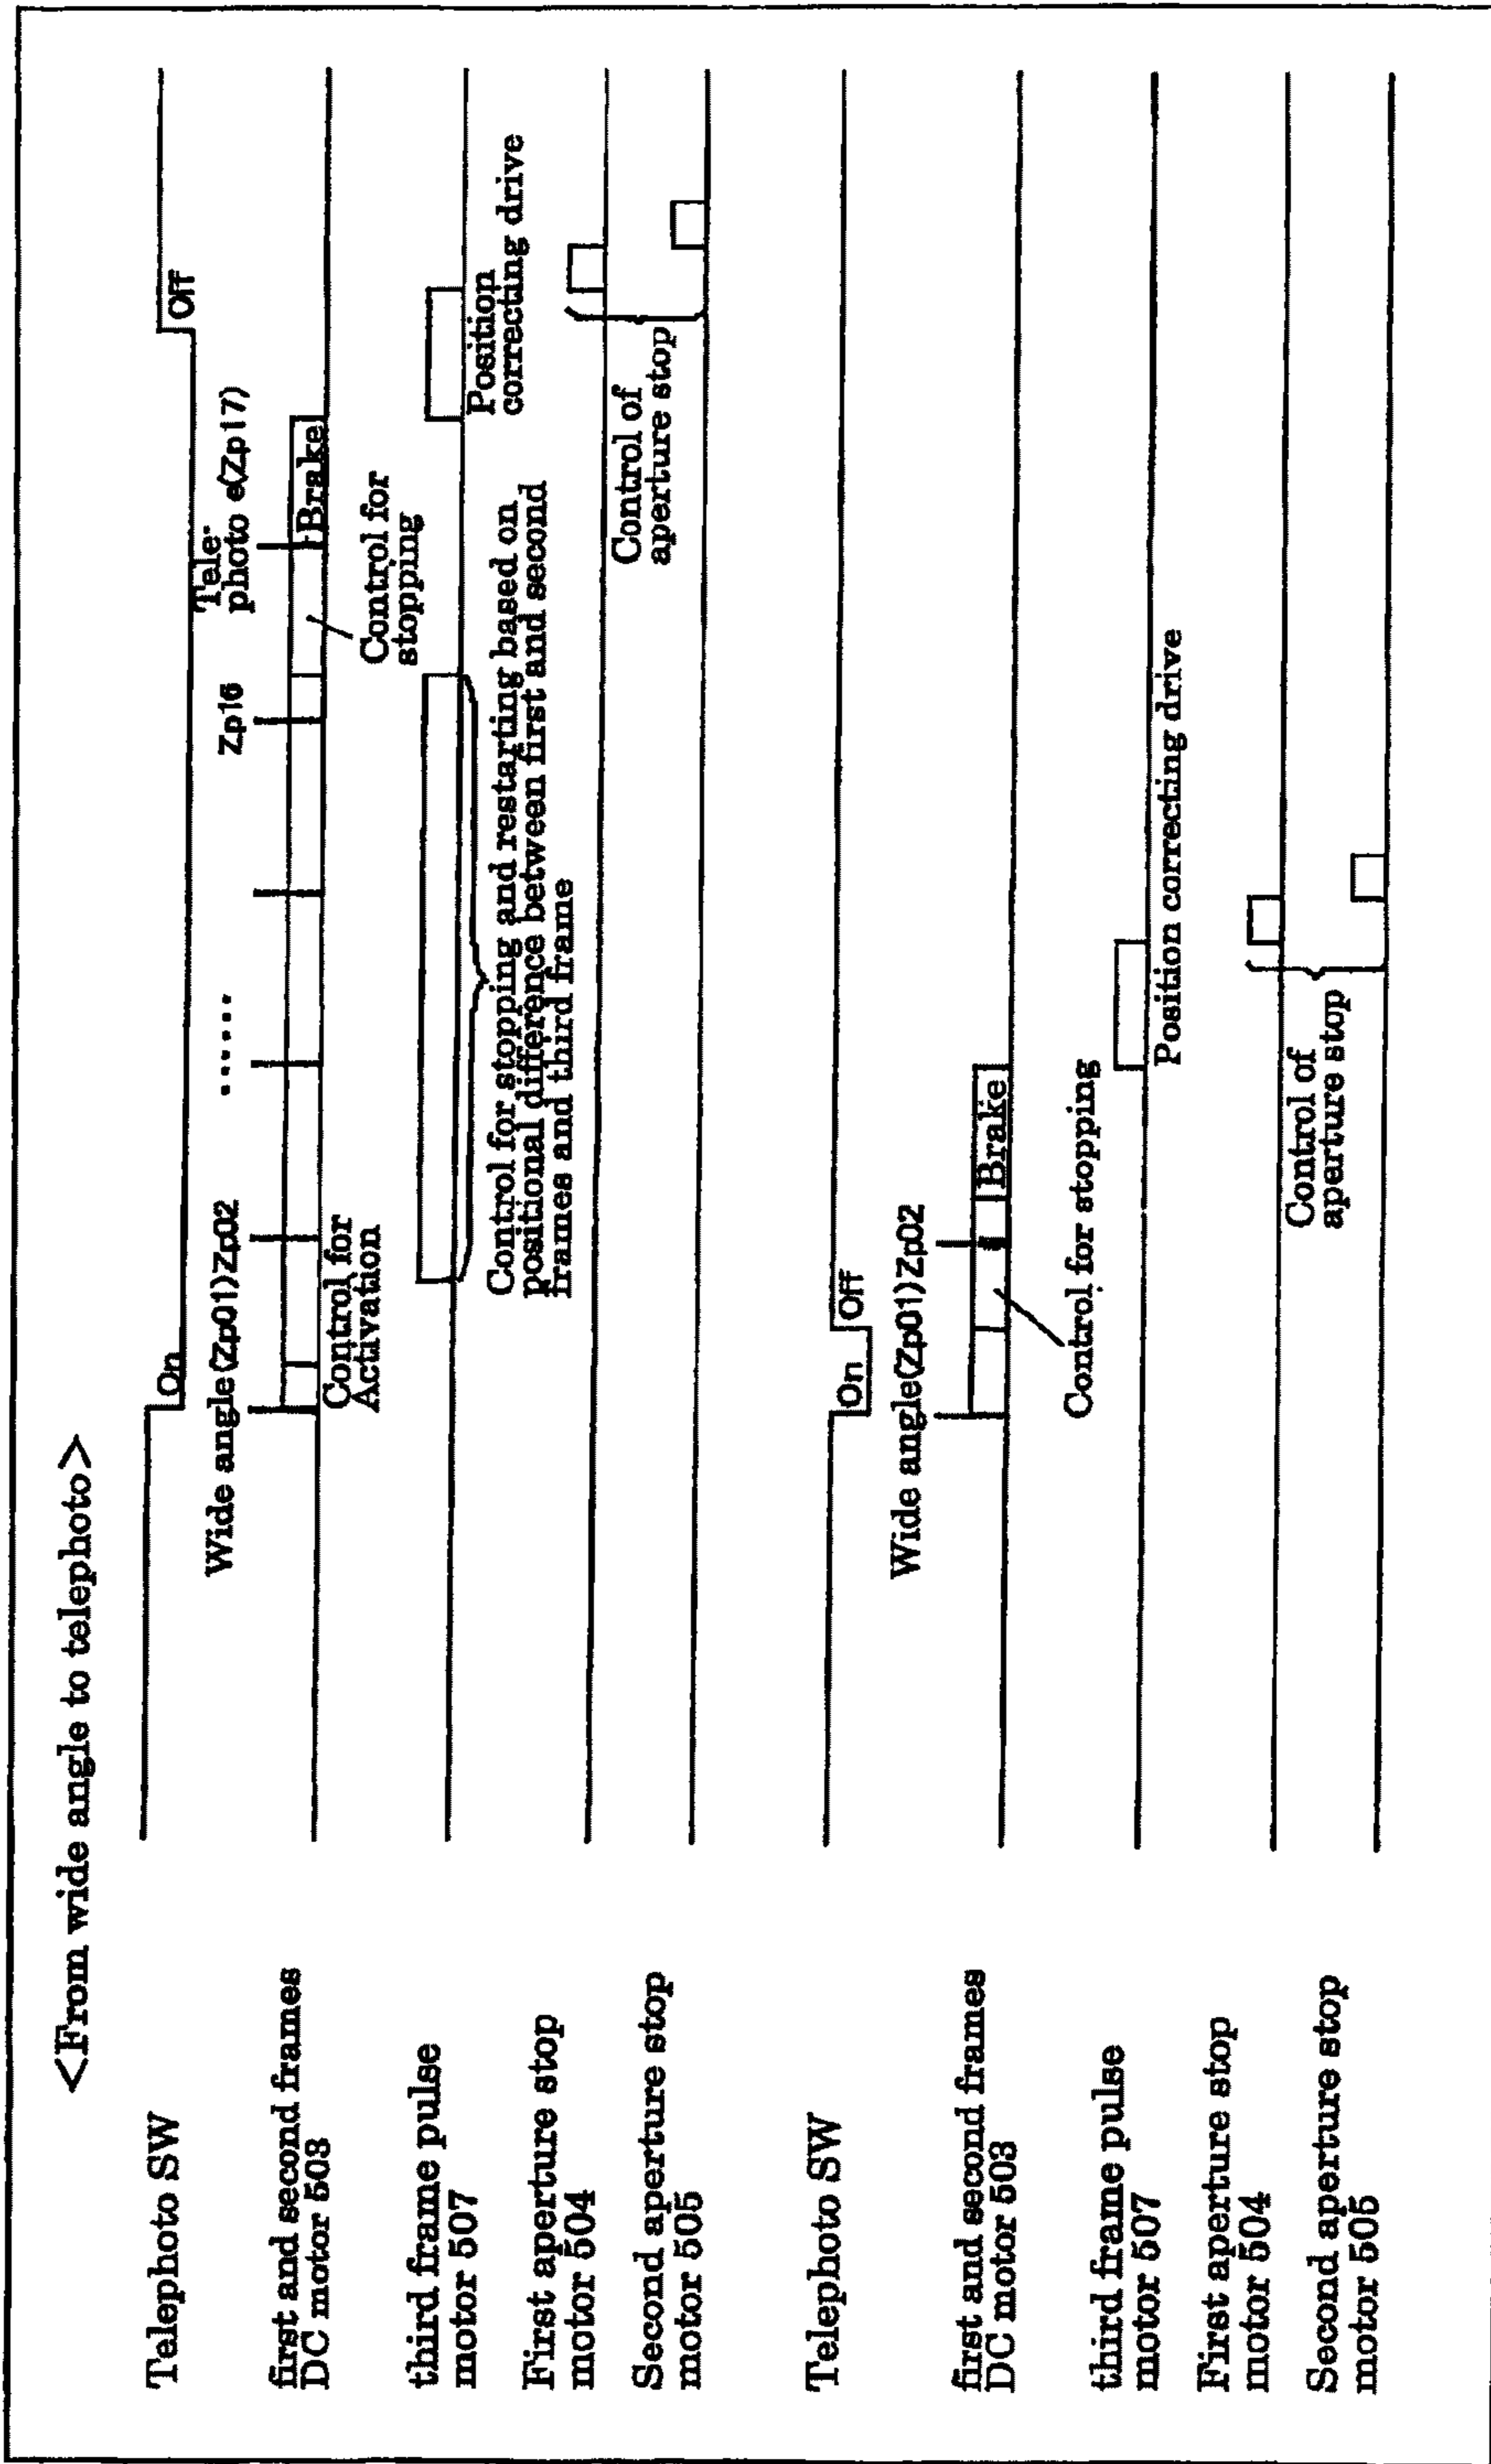 <From wide angle to telephoto>
Telephoto SW
On
Off
Wide angle(Zp01)Zp02
······
Zp16
Tele-
photo e(Zp17)
first and second frames
DC motor 503
Control for
Activation
Control for
stopping
Brake
third frame pulse
motor 507
Control for stopping and restarting based on
positional difference between first and second
frames and third frame
Position
correcting drive
First aperture stop
motor 504
Second aperture stop
motor 505
Control of
aperture stop
Telephoto SW
On
Off
Wide angle(Zp01)Zp02
first and second frames
DC motor 503
Brake
Control for stopping
third frame pulse
motor 507
Position correcting drive
First aperture stop
motor 504
Second aperture stop
motor 505
Control of
aperture stop